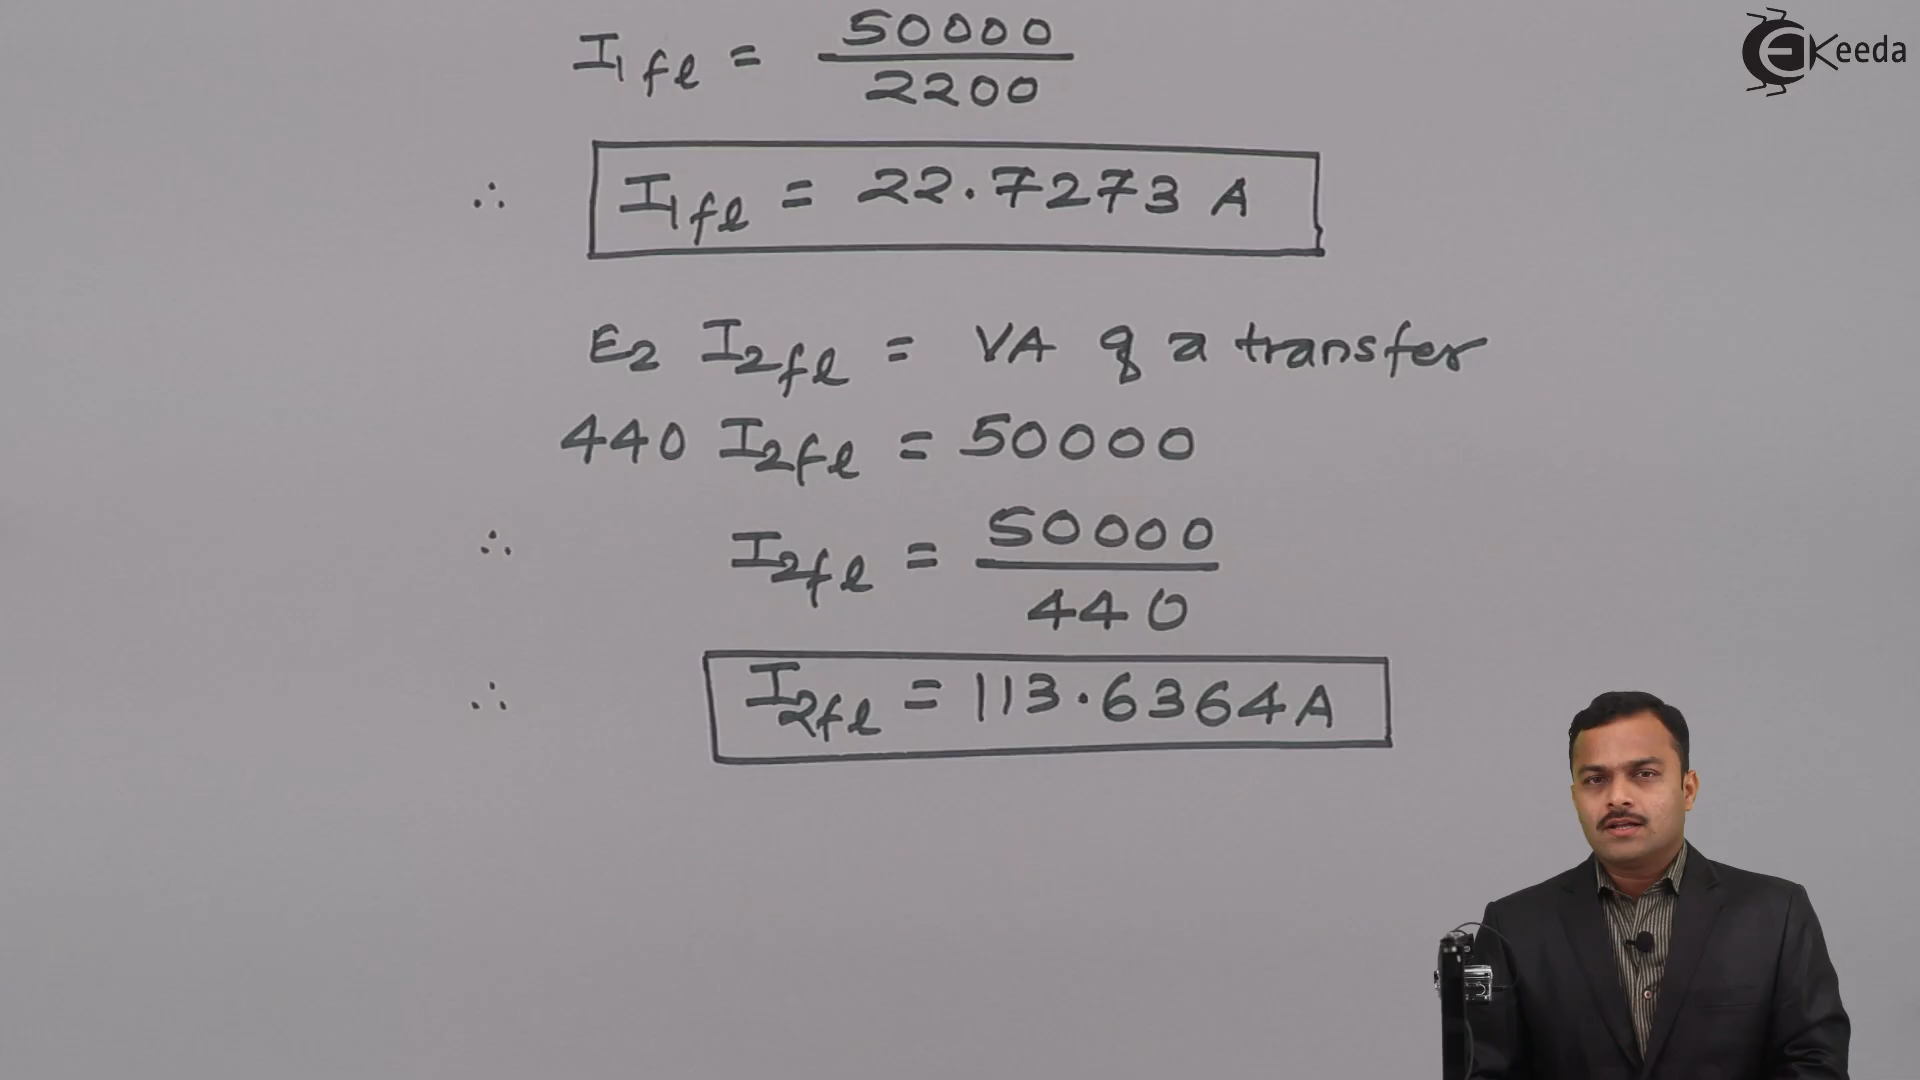 EKeeda
I1fl = 50000 / 2200
∴ I1fl = 22.7273 A
E2 I2fl = VA of a transfer
440 I2fl = 50000
∴ I2fl = 50000 / 440
∴ I2fl = 113.6364 A